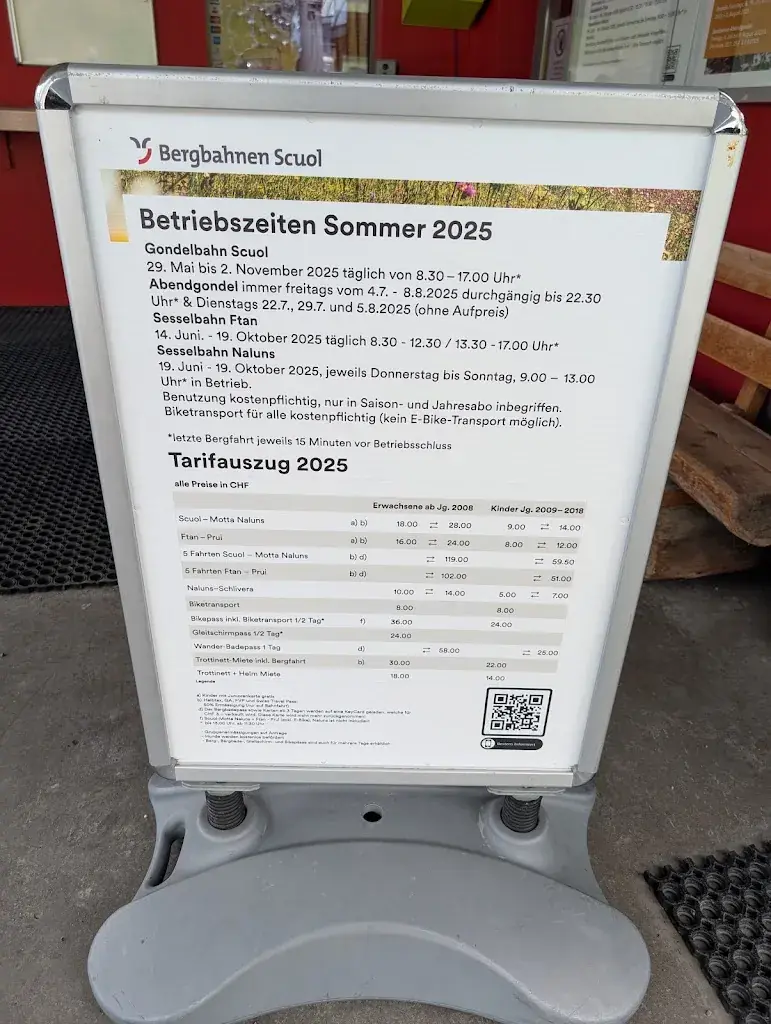 Bergbahnen Scuol
Betriebszeiten Sommer 2025
Gondelbahn Scuol
29. Mai bis 2. November 2025 täglich von 8.30 – 17.00 Uhr*
Abendgondel immer freitags vom 4.7. - 8.8.2025 durchgängig bis 22.30
Uhr* & Dienstags 22.7., 29.7. und 5.8.2025 (ohne Aufpreis)
Sesselbahn Ftan
14. Juni. - 19. Oktober 2025 täglich 8.30 - 12.30 / 13.30 - 17.00 Uhr*
Sesselbahn Naluns
19. Juni - 19. Oktober 2025, jeweils Donnerstag bis Sonntag, 9.00 – 13.00
Uhr* in Betrieb.
Benutzung kostenpflichtig, nur in Saison- und Jahresabo inbegriffen.
Biketransport für alle kostenpflichtig (kein E-Bike-Transport möglich).
*letzte Bergfahrt jeweils 15 Minuten vor Betriebsschluss
Tarifauszug 2025
alle Preise in CHF
Erwachsene ab Jg. 2008 Kinder Jg. 2009–2018
Scuol – Motta Naluns a) b) 18.00 ⇄ 28.00 9.00 ⇄ 14.00
Ftan – Prui a) b) 16.00 ⇄ 24.00 8.00 ⇄ 12.00
5 Fahrten Scuol – Motta Naluns b) d) ⇄ 119.00 ⇄ 59.50
5 Fahrten Ftan – Prui b) d) ⇄ 102.00 ⇄ 51.00
Naluns–Schlivera 10.00 ⇄ 14.00 5.00 ⇄ 7.00
Biketransport 8.00 8.00
Bikepass inkl. Biketransport 1/2 Tag* f) 36.00 24.00
Gleitschirmpass 1/2 Tag* 24.00
Wander-Badepass 1 Tag d) ⇄ 58.00 ⇄ 25.00
Trottinett-Miete inkl. Bergfahrt b) 30.00 22.00
Trottinett + Helm Miete 18.00 14.00
Legende
a) Kinder mit Juniorenkarte gratis